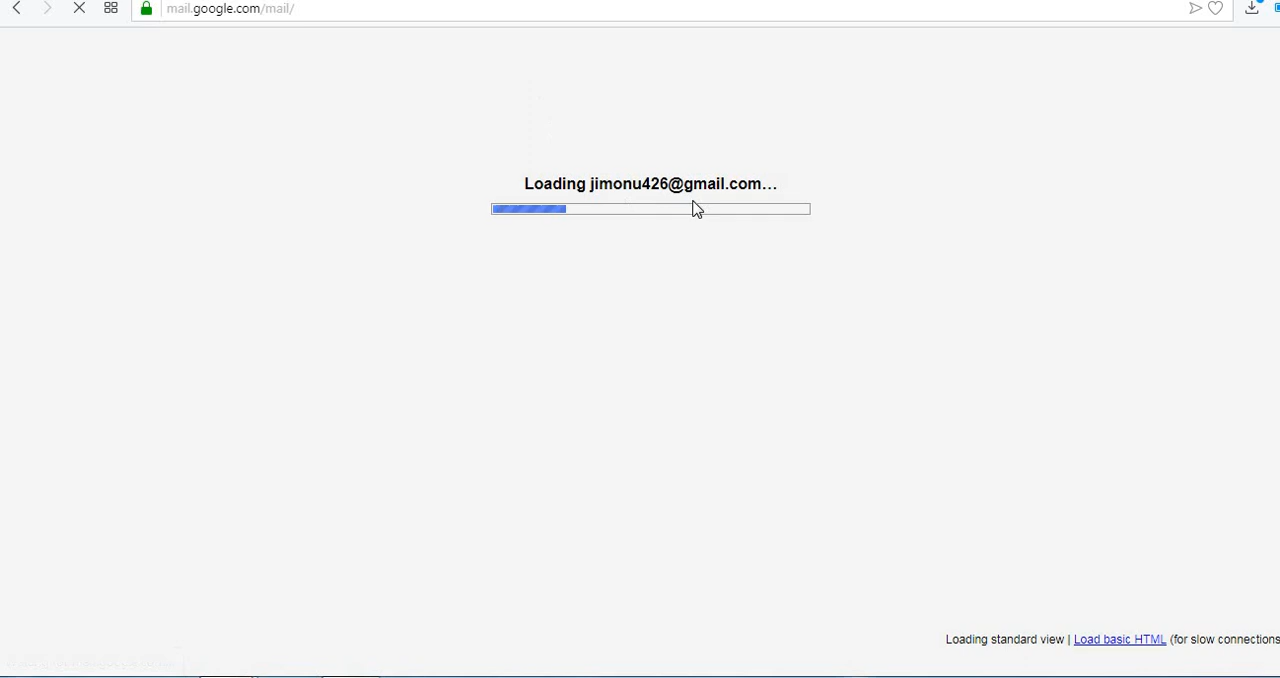 mail.google.com/mail/
Loading jimonu426@gmail.com...
Loading standard view | Load basic HTML (for slow connections